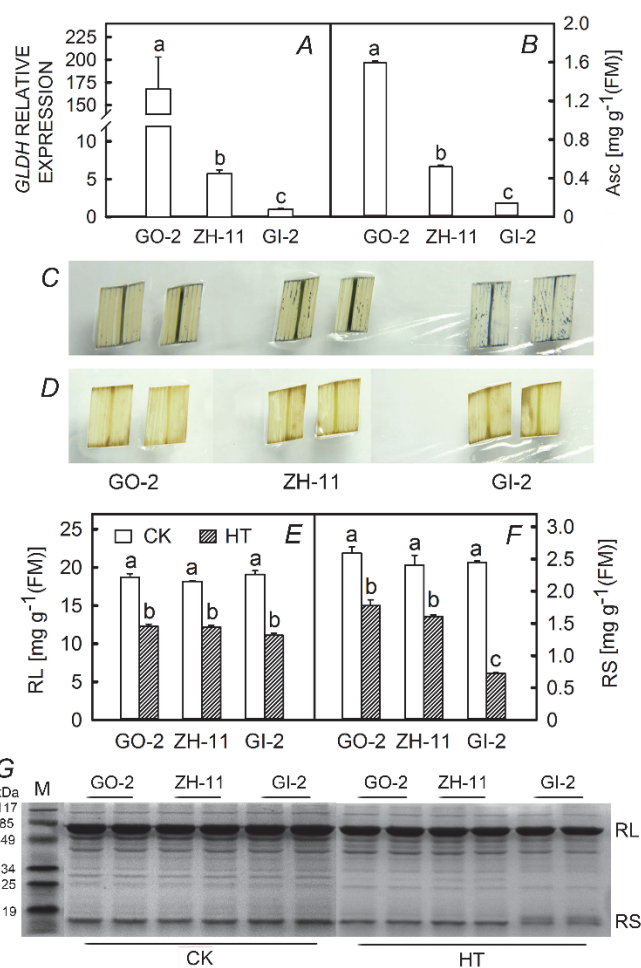 A
GLDH RELATIVE
EXPRESSION
225
200
175
150
10
5
0
a
b
c
GO-2 ZH-11 GI-2
B
Asc [mg g-1(FM)]
2.0
1.6
1.2
0.8
0.4
0
a
b
c
GO-2 ZH-11 GI-2
C
D
GO-2 ZH-11 GI-2
E
CK HT
RL [mg g-1(FM)]
25
20
15
10
5
0
a b a b a b
GO-2 ZH-11 GI-2
F
RS [mg g-1(FM)]
3.0
2.5
2.0
1.5
1.0
0.5
0
a b a b a c
GO-2 ZH-11 GI-2
G
kDa M GO-2 ZH-11 GI-2 GO-2 ZH-11 GI-2
117
85
49
34
25
19
RL
RS
CK HT